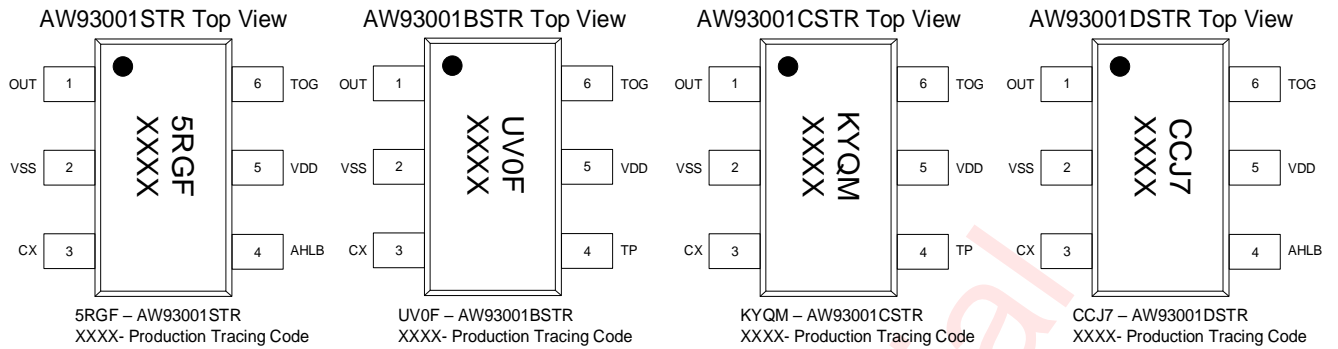 AW93001STR Top View
OUT 1
6 TOG
VSS 2
5 VDD
CX 3
4 AHLB
5RGF
XXXX
5RGF – AW93001STR
XXXX- Production Tracing Code
AW93001BSTR Top View
OUT 1
6 TOG
VSS 2
5 VDD
CX 3
4 TP
UV0F
XXXX
UV0F – AW93001BSTR
XXXX- Production Tracing Code
AW93001CSTR Top View
OUT 1
6 TOG
VSS 2
5 VDD
CX 3
4 TP
KYQM
XXXX
KYQM – AW93001CSTR
XXXX- Production Tracing Code
AW93001DSTR Top View
OUT 1
6 TOG
VSS 2
5 VDD
CX 3
4 AHLB
CCJ7
XXXX
CCJ7 – AW93001DSTR
XXXX- Production Tracing Code